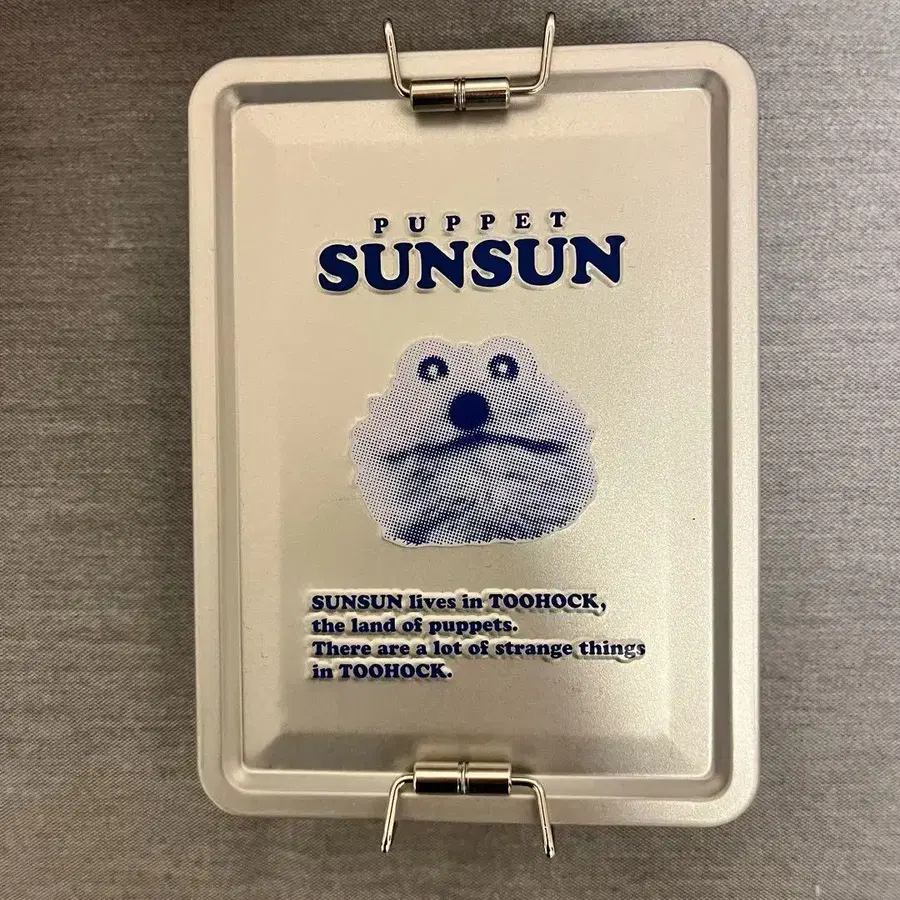 PUPPET
SUNSUN
SUNSUN lives in TOOHOCK,
the land of puppets.
There are a lot of strange things
in TOOHOCK.